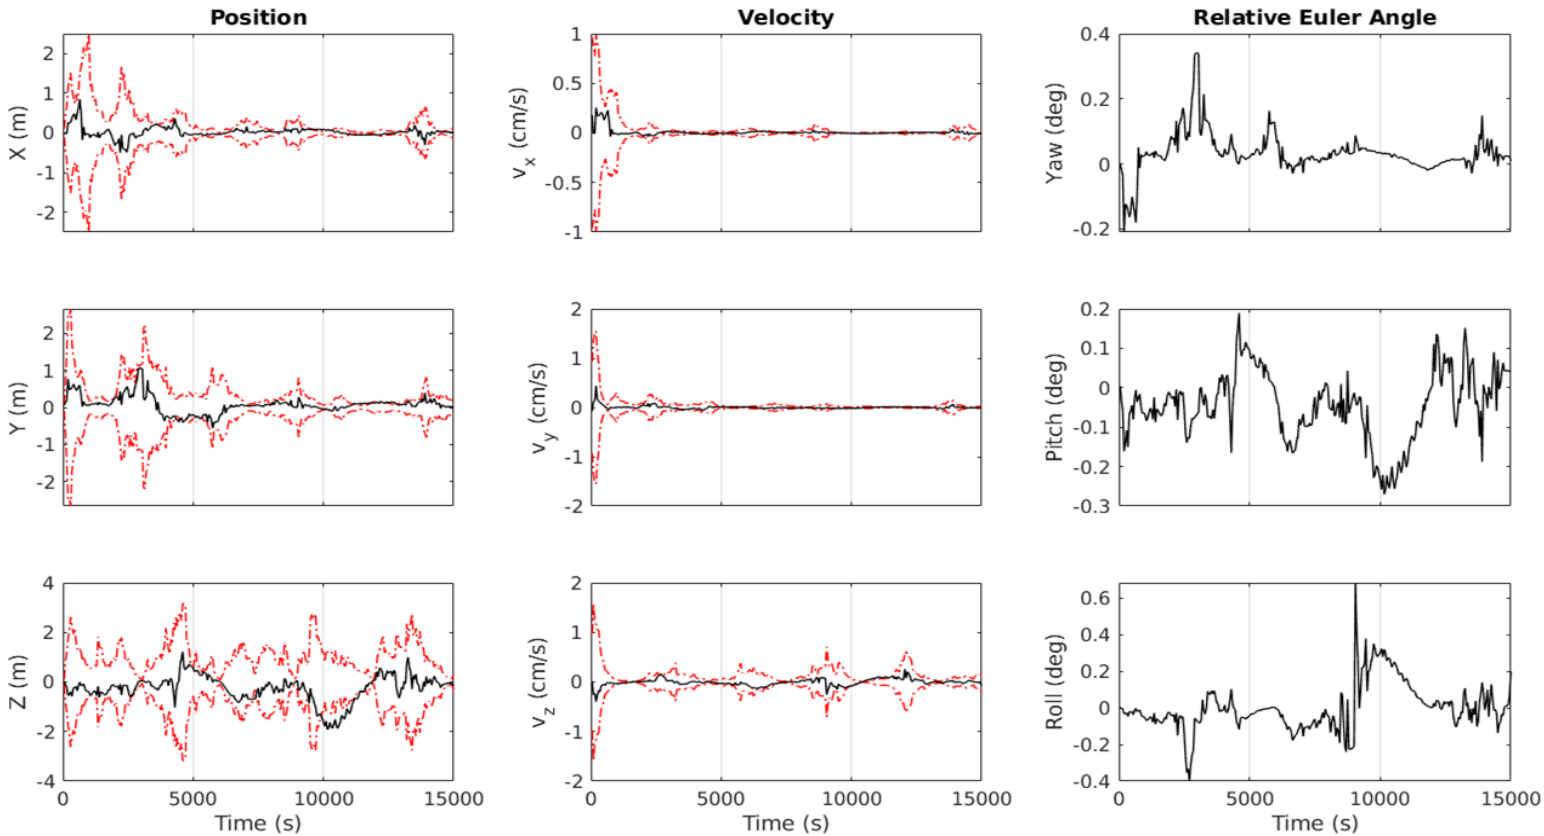 Position
Velocity
Relative Euler Angle
X (m)
2
1
0
-1
-2
v_x (cm/s)
1
0.5
0
-0.5
-1
Yaw (deg)
0.4
0.2
0
-0.2
Y (m)
2
1
0
-1
-2
v_y (cm/s)
2
1
0
-1
-2
Pitch (deg)
0.2
0.1
0
-0.1
-0.2
-0.3
Z (m)
4
2
0
-2
-4
v_z (cm/s)
2
1
0
-1
-2
Roll (deg)
0.6
0.4
0.2
0
-0.2
-0.4
0 5000 10000 15000
0 5000 10000 15000
0 5000 10000 15000
Time (s)
Time (s)
Time (s)